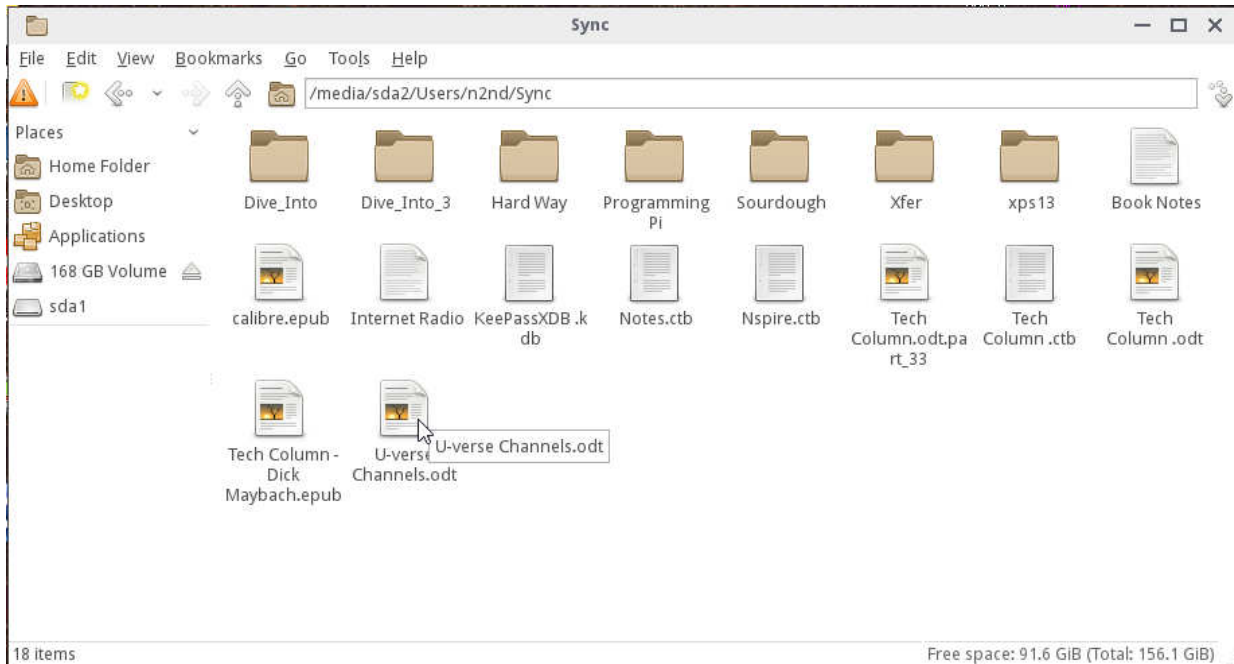 Sync
File Edit View Bookmarks Go Tools Help
/media/sda2/Users/n2nd/Sync
Places
Home Folder
Desktop
Applications
168 GB Volume
sda1
Dive_Into Dive_Into_3 Hard Way Programming Sourdough Xfer xps13 Book Notes
Pi
calibre.epub Internet Radio KeePassXDB .k Notes.ctb Nspire.ctb Tech Tech Tech
db Column.odt.pa Column .ctb Column .odt
rt_33
Tech Column - U-verse U-verse Channels.odt
Dick Channels.odt
Maybach.epub
18 items Free space: 91.6 GiB (Total: 156.1 GiB)